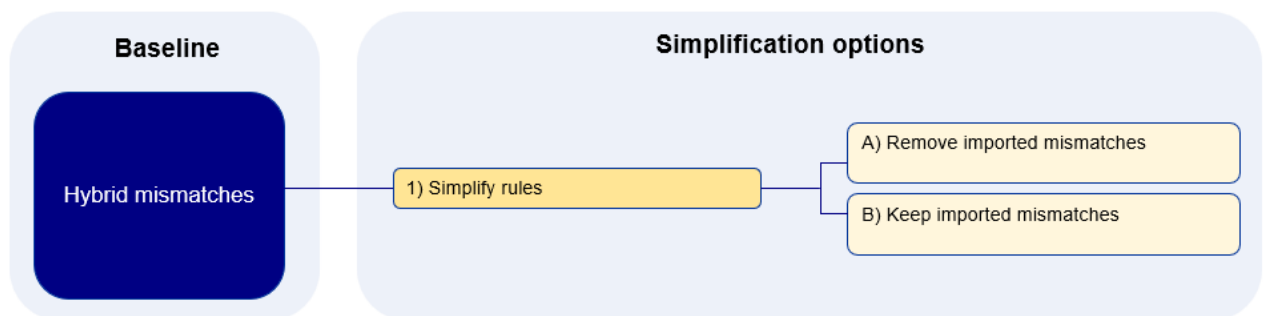 Baseline
Simplification options
Hybrid mismatches
1) Simplify rules
A) Remove imported mismatches
B) Keep imported mismatches